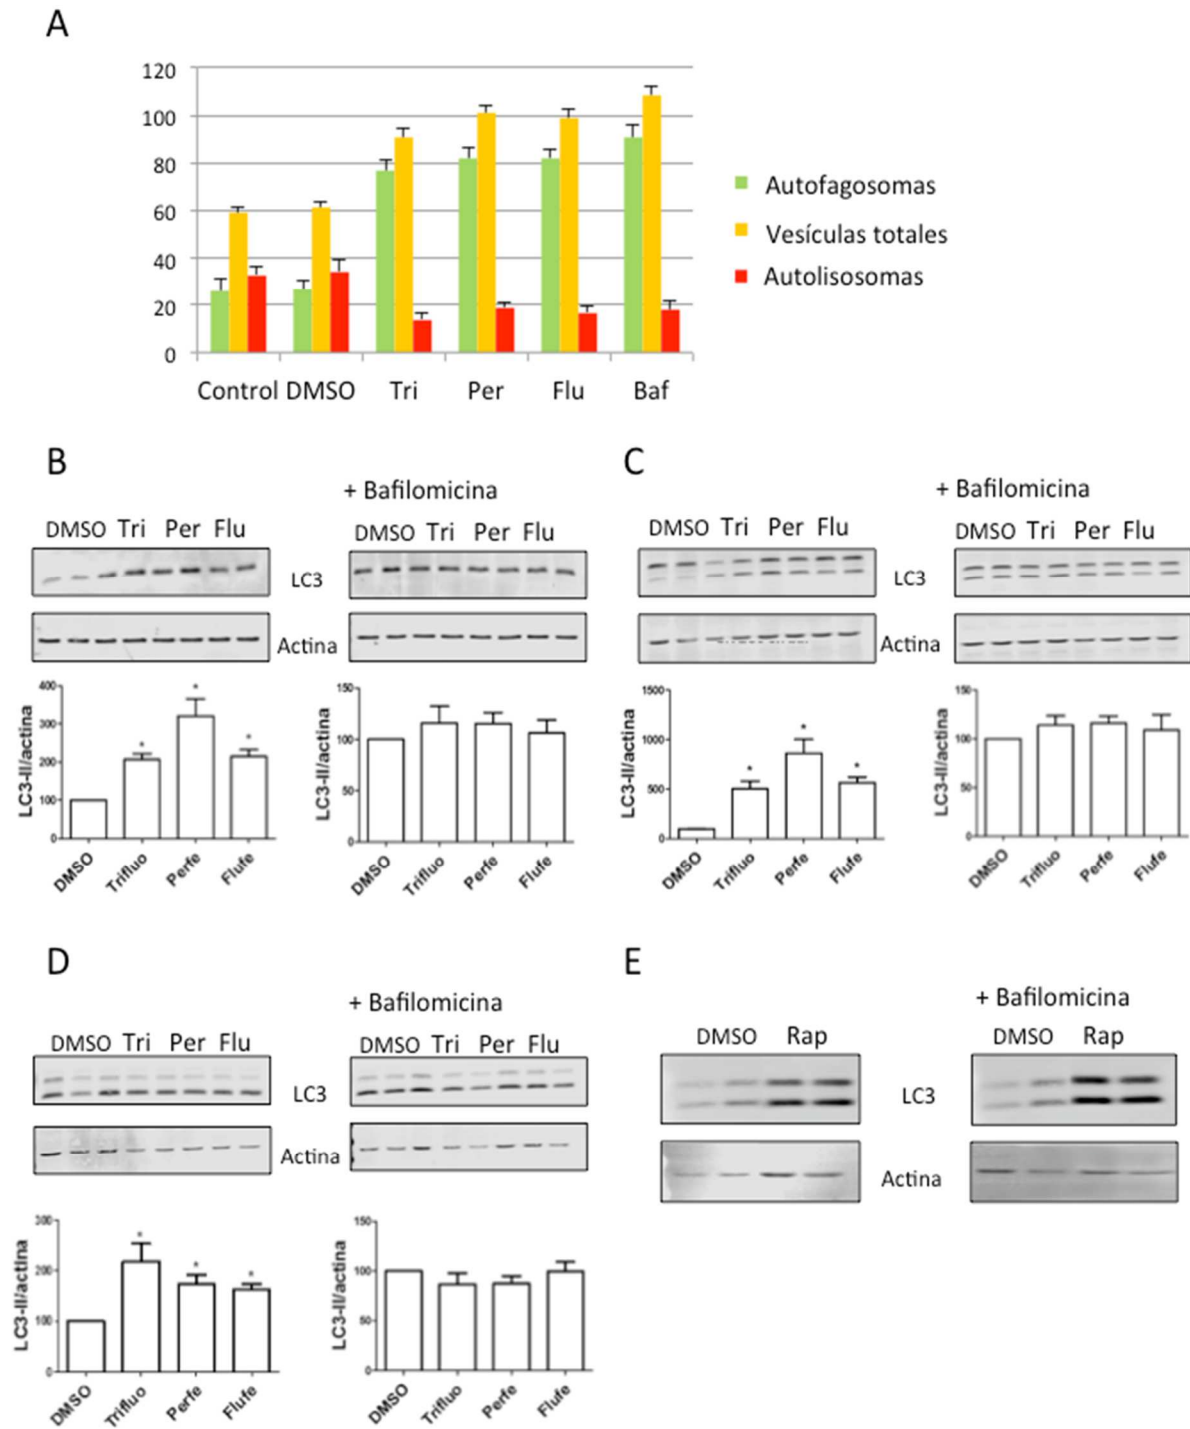 A
120
100
80
60
40
20
0
Autofagosomas
Vesículas totales
Autolisosomas
Control DMSO Tri Per Flu Baf
B
+ Bafilomicina
DMSO Tri Per Flu
DMSO Tri Per Flu
LC3
Actina
400
300
200
100
0
LC3-II/actina
DMSO Trifluo Perfe Flufe
150
100
50
0
LC3-II/actina
DMSO Trifluo Perfe Flufe
C
+ Bafilomicina
DMSO Tri Per Flu
DMSO Tri Per Flu
LC3
Actina
1500
1000
500
0
LC3-II/actina
DMSO Trifluo Perfe Flufe
150
100
50
0
LC3-II/actina
DMSO Trifluo Perfe Flufe
D
+ Bafilomicina
DMSO Tri Per Flu
DMSO Tri Per Flu
LC3
Actina
300
200
100
0
LC3-II/actina
DMSO Trifluo Perfe Flufe
150
100
50
0
LC3-II/actina
DMSO Trifluo Perfe Flufe
E
+ Bafilomicina
DMSO Rap
DMSO Rap
LC3
Actina